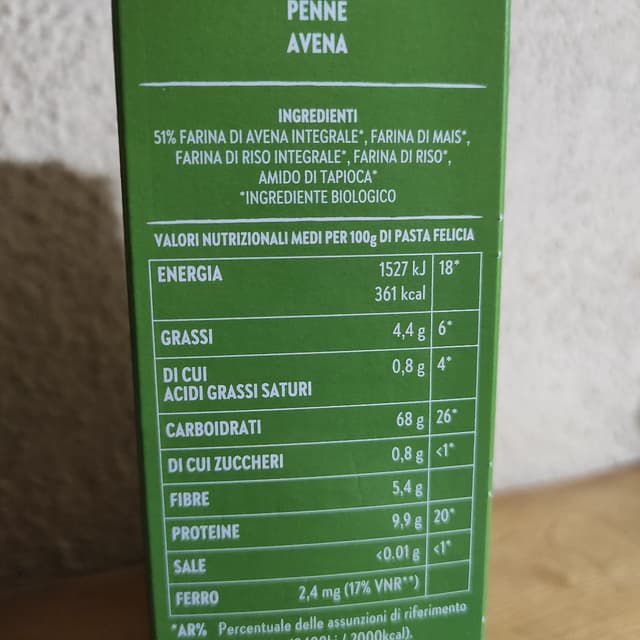 PENNE
AVENA
INGREDIENTI
51% FARINA DI AVENA INTEGRALE*, FARINA DI MAIS*,
FARINA DI RISO INTEGRALE*, FARINA DI RISO*,
AMIDO DI TAPIOCA*
*INGREDIENTE BIOLOGICO
VALORI NUTRIZIONALI MEDI PER 100g DI PASTA FELICIA
ENERGIA 1527 kJ 18*
361 kcal
GRASSI 4,4 g 6*
DI CUI 0,8 g 4*
ACIDI GRASSI SATURI
CARBOIDRATI 68 g 26*
DI CUI ZUCCHERI 0,8 g <1*
FIBRE 5,4 g
PROTEINE 9,9 g 20*
SALE <0.01 g <1*
FERRO 2,4 mg (17% VNR**)
*AR% Percentuale delle assunzioni di riferimento
/ 2000kcal).